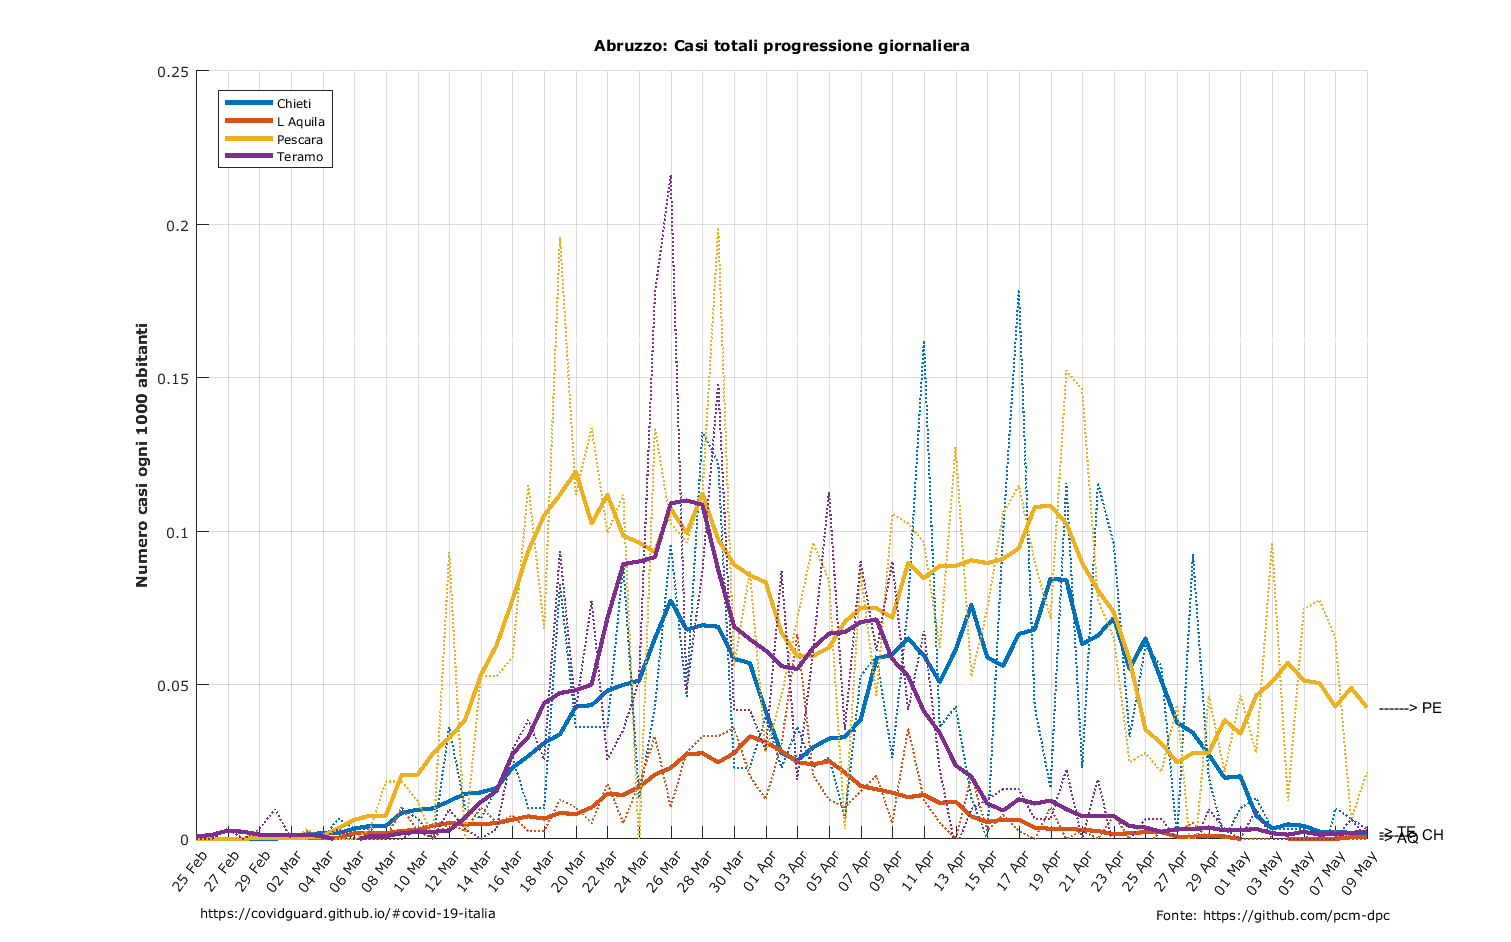 Abruzzo: Casi totali progressione giornaliera
0.25
0.2
0.15
0.1
0.05
0
Numero casi ogni 1000 abitanti
Chieti
L Aquila
Pescara
Teramo
------> PE
-> TE
-----> CH
-> AQ
25 Feb
27 Feb
29 Feb
02 Mar
04 Mar
06 Mar
08 Mar
10 Mar
12 Mar
14 Mar
16 Mar
18 Mar
20 Mar
22 Mar
24 Mar
26 Mar
28 Mar
30 Mar
01 Apr
03 Apr
05 Apr
07 Apr
09 Apr
11 Apr
13 Apr
15 Apr
17 Apr
19 Apr
21 Apr
23 Apr
25 Apr
27 Apr
29 Apr
01 May
03 May
05 May
07 May
09 May
https://covidguard.github.io/#covid-19-italia
Fonte: https://github.com/pcm-dpc